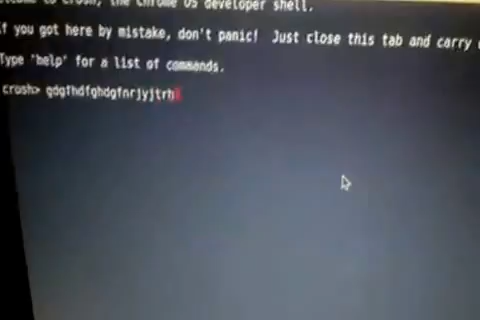 to crosh, the Chrome OS developer shell.
If you got here by mistake, don't panic!  Just close this tab and carry
Type 'help' for a list of commands.
crosh> gdgfhdfghdgfnrjyjtrh